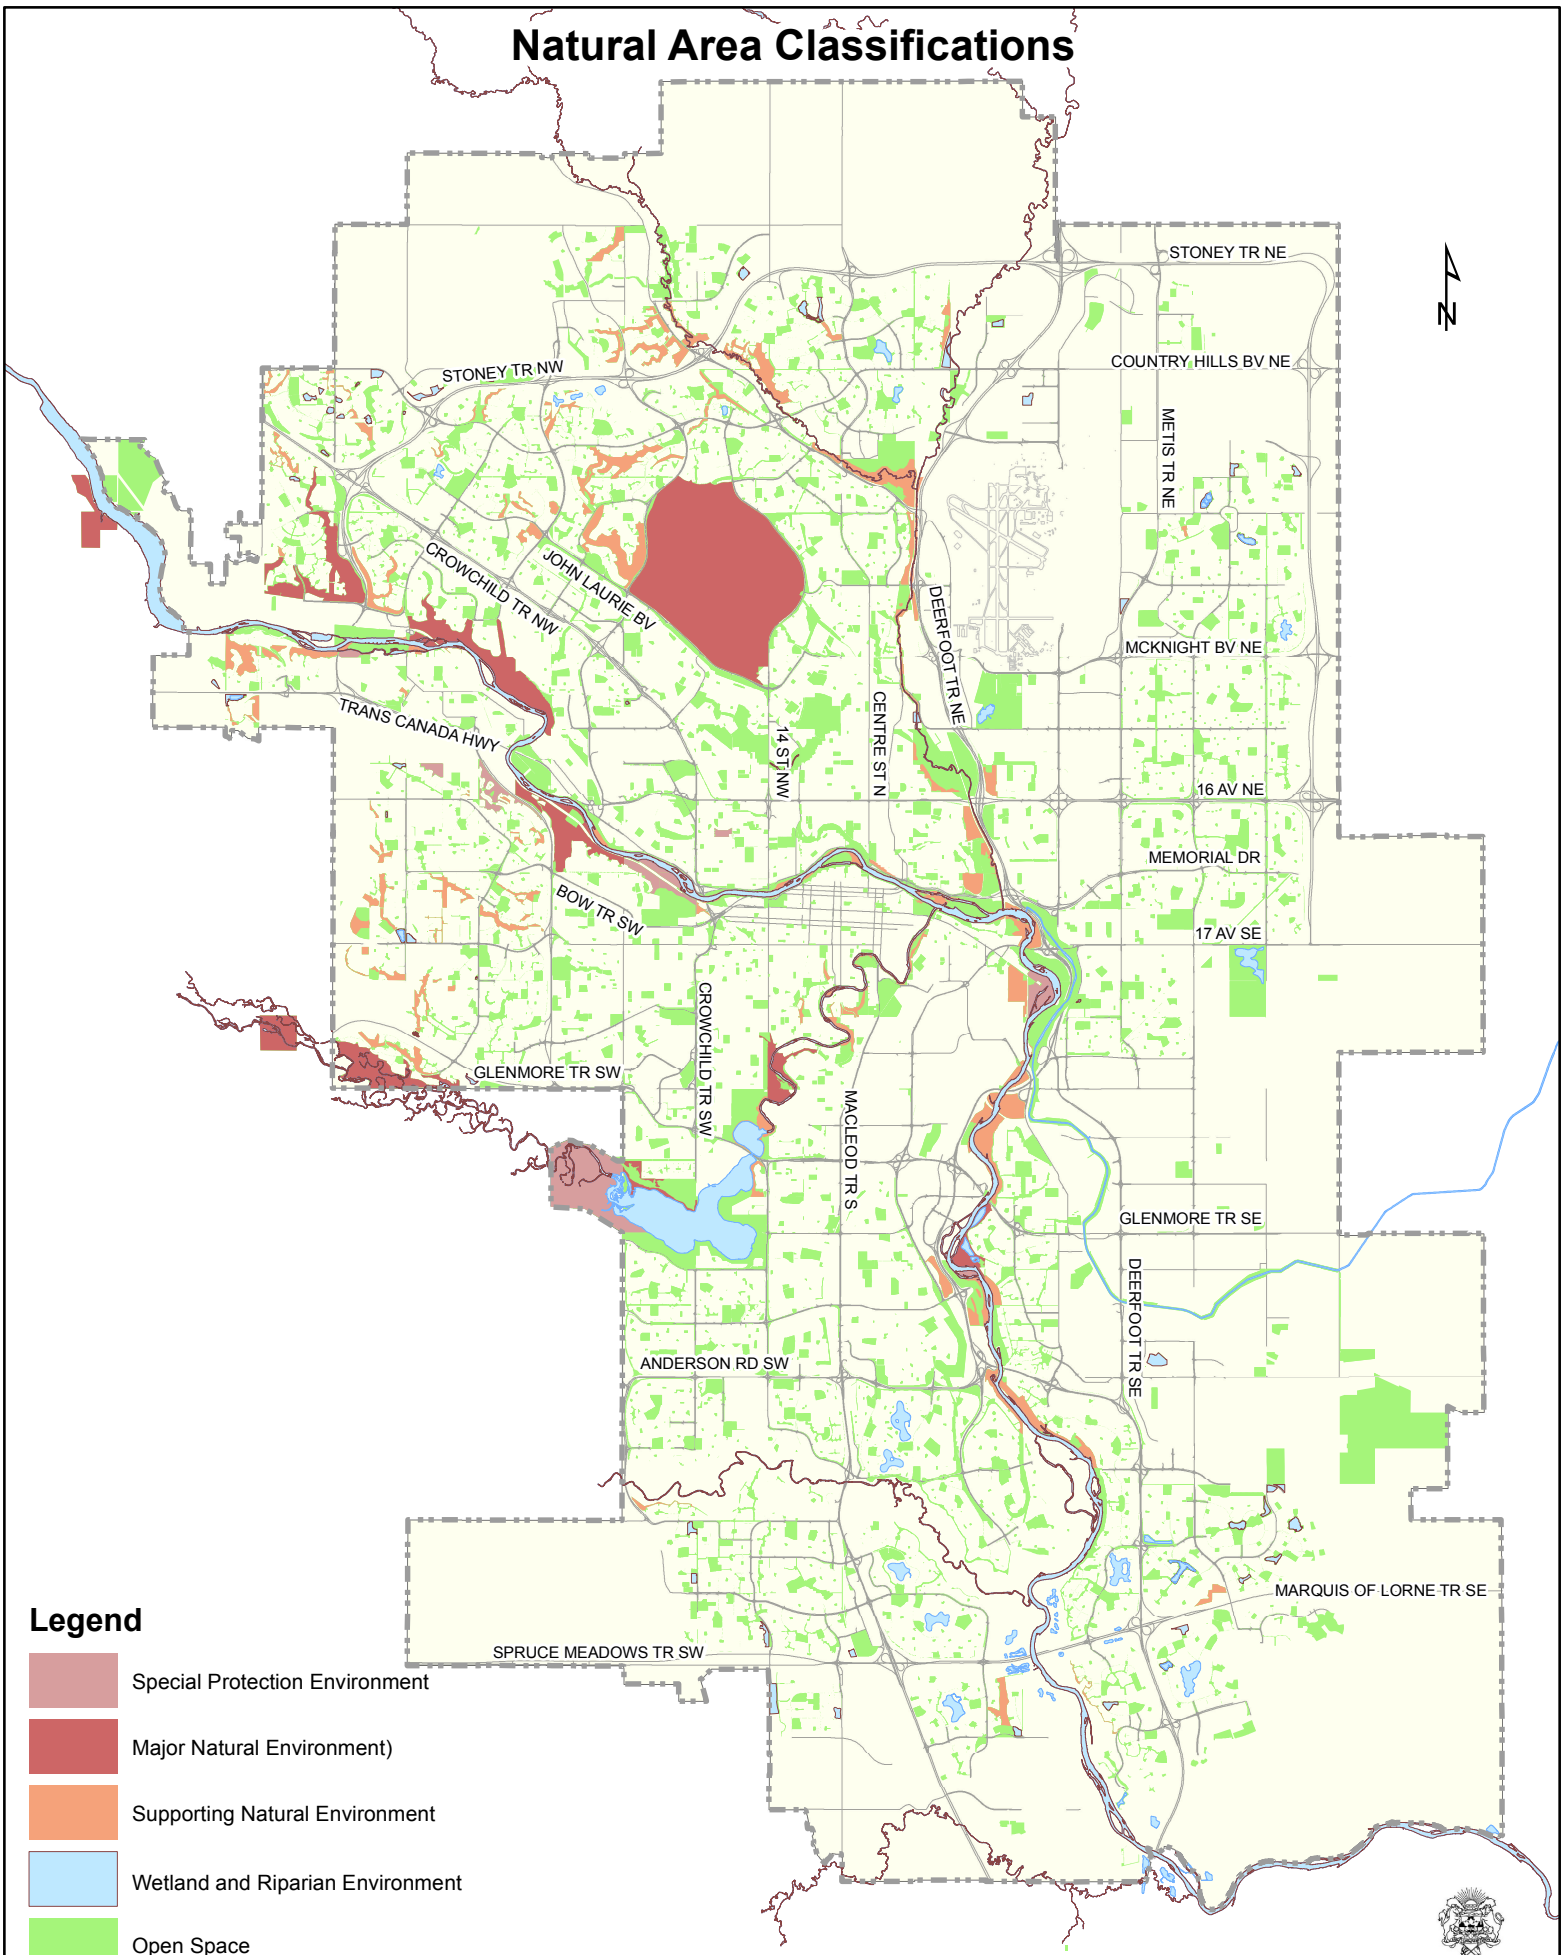 Natural Area Classifications
STONEY TR NE
N
COUNTRY HILLS BV NE
STONEY TR NW
METIS TR NE
CROWCHILD TR NW
JOHN LAURIE BV
DEERFOOT TR NE
MCKNIGHT BV NE
TRANS CANADA HWY
14 ST NW
CENTRE ST N
16 AV NE
MEMORIAL DR
BOW TR SW
17 AV SE
CROWCHILD TR SW
GLENMORE TR SW
MACLEOD TR S
GLENMORE TR SE
DEERFOOT TR SE
ANDERSON RD SW
MARQUIS OF LORNE TR SE
SPRUCE MEADOWS TR SW
Legend
Special Protection Environment
Major Natural Environment)
Supporting Natural Environment
Wetland and Riparian Environment
Open Space